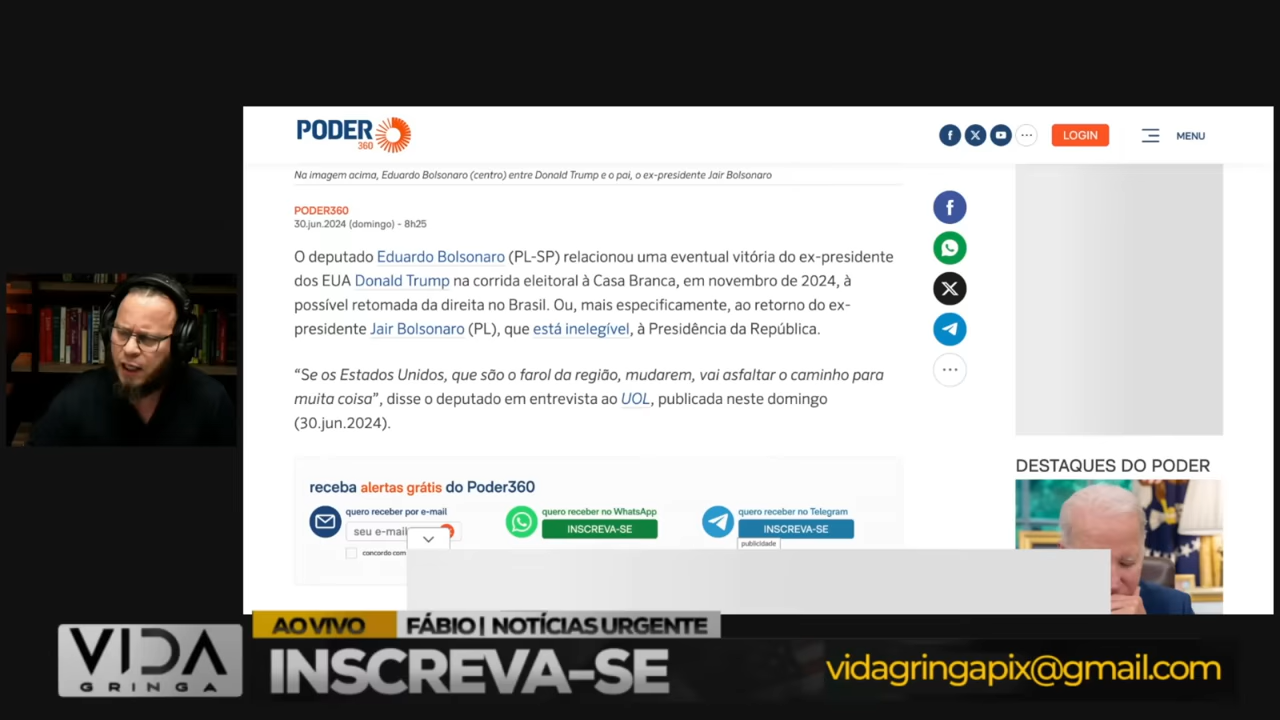 PODER
360
LOGIN
MENU
Na imagem acima, Eduardo Bolsonaro (centro) entre Donald Trump e o pai, o ex-presidente Jair Bolsonaro
PODER360
30.jun.2024 (domingo) - 8h25
O deputado Eduardo Bolsonaro (PL-SP) relacionou uma eventual vitória do ex-presidente
dos EUA Donald Trump na corrida eleitoral à Casa Branca, em novembro de 2024, à
possível retomada da direita no Brasil. Ou, mais especificamente, ao retorno do ex-
presidente Jair Bolsonaro (PL), que está inelegível, à Presidência da República.
“Se os Estados Unidos, que são o farol da região, mudarem, vai asfaltar o caminho para
muita coisa”, disse o deputado em entrevista ao UOL, publicada neste domingo
(30.jun.2024).
DESTAQUES DO PODER
receba alertas grátis do Poder360
quero receber por e-mail
seu e-mail
concordo com
quero receber no WhatsApp
INSCREVA-SE
quero receber no Telegram
INSCREVA-SE
publicidade
VIDA
GRINGA
AO VIVO
FÁBIO | NOTÍCIAS URGENTE
INSCREVA-SE
vidagringapix@gmail.com